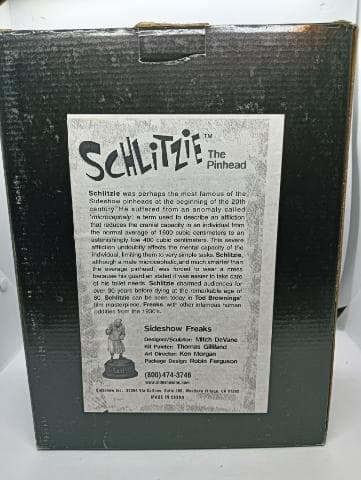 SCHLiTZiE™ The
Pinhead
Schlitzie was perhaps the most famous of the
Sideshow pinheads at the beginning of the 20th
century. He suffered from an anomaly called
'microcephaly', a term used to describe an affliction
that reduces the cranial capacity in an individual from
the normal average of 1600 cubic centimeters to an
astonishingly low 400 cubic centimeters. This severe
affliction undoubtly affects the mental capacity of the
individual, limiting them to very simple tasks. Schlitzie,
although a male microcephalic, and much smarter than
the average pinhead, was forced to wear a dress
because his guardian stated it was easier to take care
of his toilet needs. Schlitzie charmed audiences for
over 30 years before dying at the remarkable age of
80. Schlitzie can be seen today in Tod Brownings'
film masterpiece, Freaks, with other infamous human
oddities from the 1930's.
Sideshow Freaks
Designer/Sculptor: Mitch DeVane
Kit Painter: Thomas Gilliland
Art Director: Ken Morgan
Package Design: Robin Ferguson
(800)474-3746
MADE IN CHINA